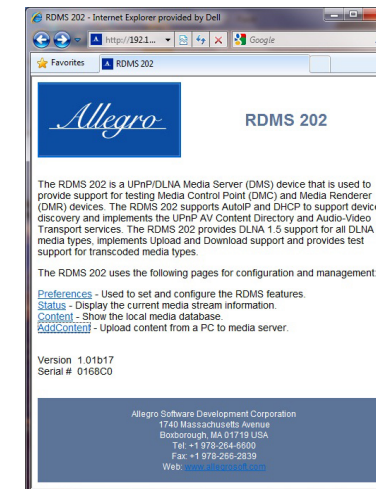 RDMS 202 - Internet Explorer provided by Dell
http://192.1...
Google
Favorites
RDMS 202
Allegro
RDMS 202
The RDMS 202 is a UPnP/DLNA Media Server (DMS) device that is used to
provide support for testing Media Control Point (DMC) and Media Renderer
(DMR) devices. The RDMS 202 supports AutoIP and DHCP to support device
discovery and implements the UPnP AV Content Directory and Audio-Video
Transport services. The RDMS 202 provides DLNA 1.5 support for all DLNA
media types, implements Upload and Download support and provides test
support for transcoded media types.
The RDMS 202 uses the following pages for configuration and management:
Preferences - Used to set and configure the RDMS features.
Status - Display the current media stream information.
Content - Show the local media database.
AddContent - Upload content from a PC to media server.
Version 1.01b17
Serial # 0168C0
Allegro Software Development Corporation
1740 Massachusetts Avenue
Boxborough, MA 01719 USA
Tel: +1 978-264-6600
Fax: +1 978-266-2839
Web: www.allegrosoft.com